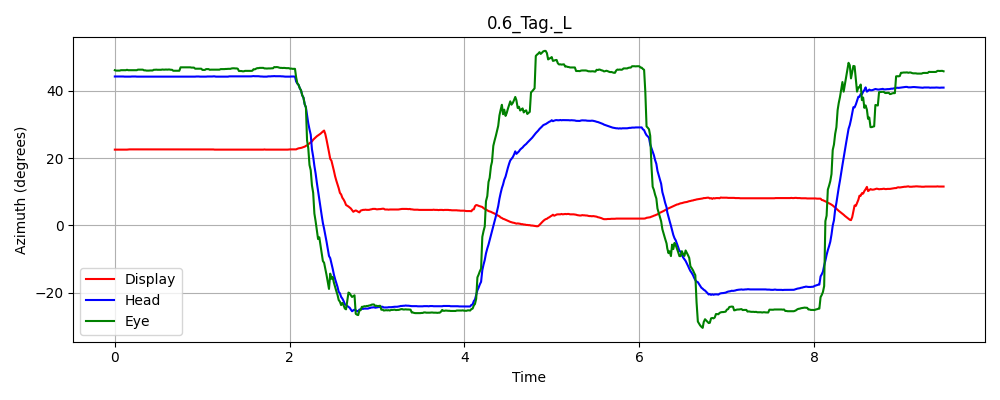 0.6_Tag._L
Azimuth (degrees)
40
20
0
−20
Display
Head
Eye
0 2 4 6 8
Time